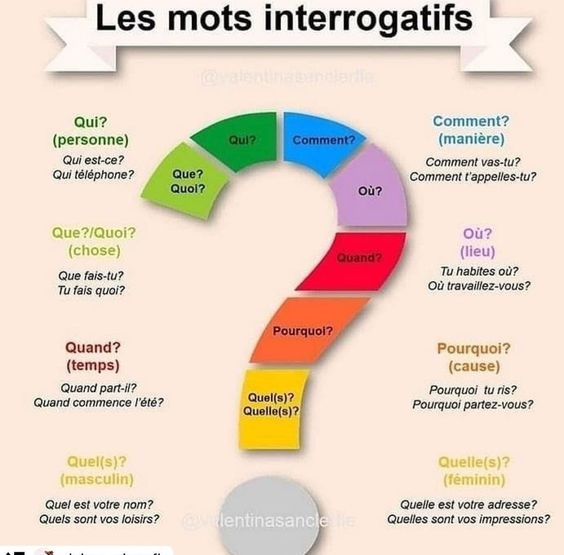 Les mots interrogatifs
@valentinasancleffie
Qui?
(personne)
Qui est-ce?
Qui téléphone?
Que?/Quoi?
(chose)
Que fais-tu?
Tu fais quoi?
Quand?
(temps)
Quand part-il?
Quand commence l'été?
Quel(s)?
(masculin)
Quel est votre nom?
Quels sont vos loisirs?
Que?
Quoi?
Qui?
Comment?
Où?
Quand?
Pourquoi?
Quel(s)?
Quelle(s)?
Comment?
(manière)
Comment vas-tu?
Comment t'appelles-tu?
Où?
(lieu)
Tu habites où?
Où travaillez-vous?
Pourquoi?
(cause)
Pourquoi tu ris?
Pourquoi partez-vous?
Quelle(s)?
(féminin)
Quelle est votre adresse?
Quelles sont vos impressions?